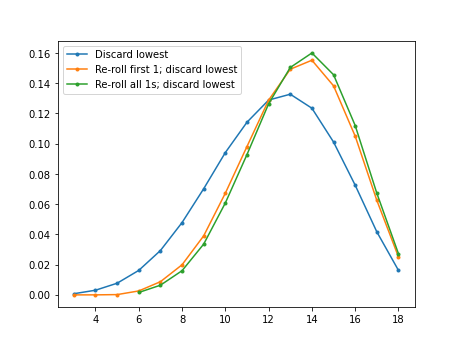 Discard lowest
Re-roll first 1; discard lowest
Re-roll all 1s; discard lowest
0.16
0.14
0.12
0.10
0.08
0.06
0.04
0.02
0.00
4 6 8 10 12 14 16 18